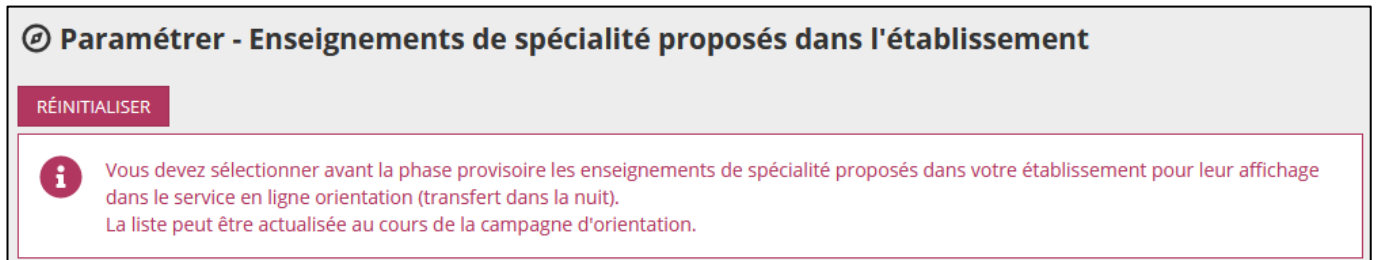 Paramétrer - Enseignements de spécialité proposés dans l'établissement
RÉINITIALISER
Vous devez sélectionner avant la phase provisoire les enseignements de spécialité proposés dans votre établissement pour leur affichage
dans le service en ligne orientation (transfert dans la nuit).
La liste peut être actualisée au cours de la campagne d'orientation.